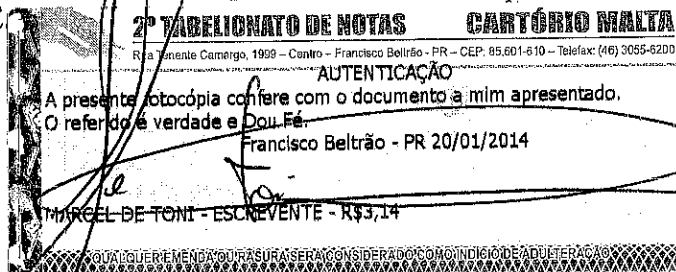 2º TABELIONATO DE NOTAS CARTÓRIO MALTA
Rua Tenente Camargo, 1999 – Centro – Francisco Beltrão - PR – CEP: 85.601-610 – Telefax: (46) 3055-6200
AUTENTICAÇÃO
A presente fotocópia confere com o documento a mim apresentado.
O referido é verdade e Dou Fé.
Francisco Beltrão - PR 20/01/2014
MARCEL DE TONI - ESCREVENTE - R$3,14
QUALQUER EMENDA OU RASURA SERÁ CONSIDERADO COMO INDÍCIO DE ADULTERAÇÃO